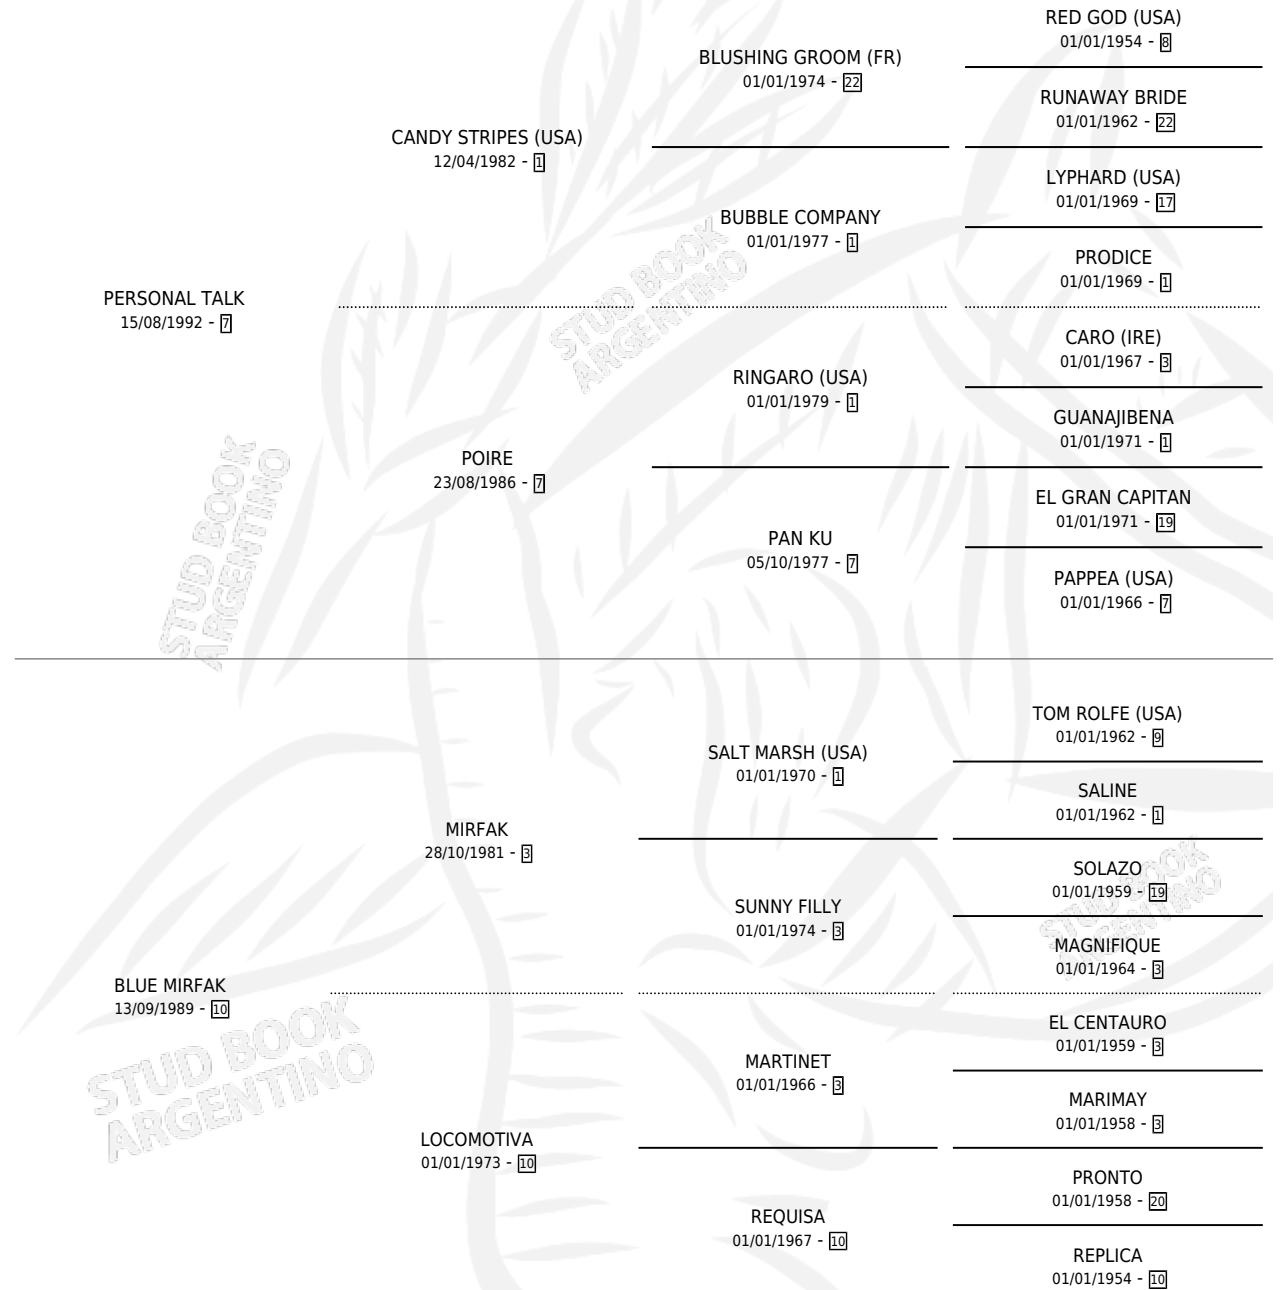 RED GOD (USA)
01/01/1954 - 8
BLUSHING GROOM (FR)
01/01/1974 - 22
RUNAWAY BRIDE
01/01/1962 - 22
CANDY STRIPES (USA)
12/04/1982 - 1
LYPHARD (USA)
01/01/1969 - 17
BUBBLE COMPANY
01/01/1977 - 1
PRODICE
01/01/1969 - 1
PERSONAL TALK
15/08/1992 - 7
CARO (IRE)
01/01/1967 - 3
RINGARO (USA)
01/01/1979 - 1
GUANAJIBENA
01/01/1971 - 1
POIRE
23/08/1986 - 7
EL GRAN CAPITAN
01/01/1971 - 19
PAN KU
05/10/1977 - 7
PAPPEA (USA)
01/01/1966 - 7
STUD BOOK
ARGENTINO
STUD BOOK
ARGENTINO
TOM ROLFE (USA)
01/01/1962 - 9
SALT MARSH (USA)
01/01/1970 - 1
SALINE
01/01/1962 - 1
MIRFAK
28/10/1981 - 3
SOLAZO
01/01/1959 - 19
SUNNY FILLY
01/01/1974 - 3
MAGNIFIQUE
01/01/1964 - 3
BLUE MIRFAK
13/09/1989 - 10
EL CENTAURO
01/01/1959 - 3
MARTINET
01/01/1966 - 3
MARIMAY
01/01/1958 - 3
LOCOMOTIVA
01/01/1973 - 10
PRONTO
01/01/1958 - 20
REQUISA
01/01/1967 - 10
REPLICA
01/01/1954 - 10
STUD BOOK
ARGENTINO
STUD BOOK
ARGENTINO